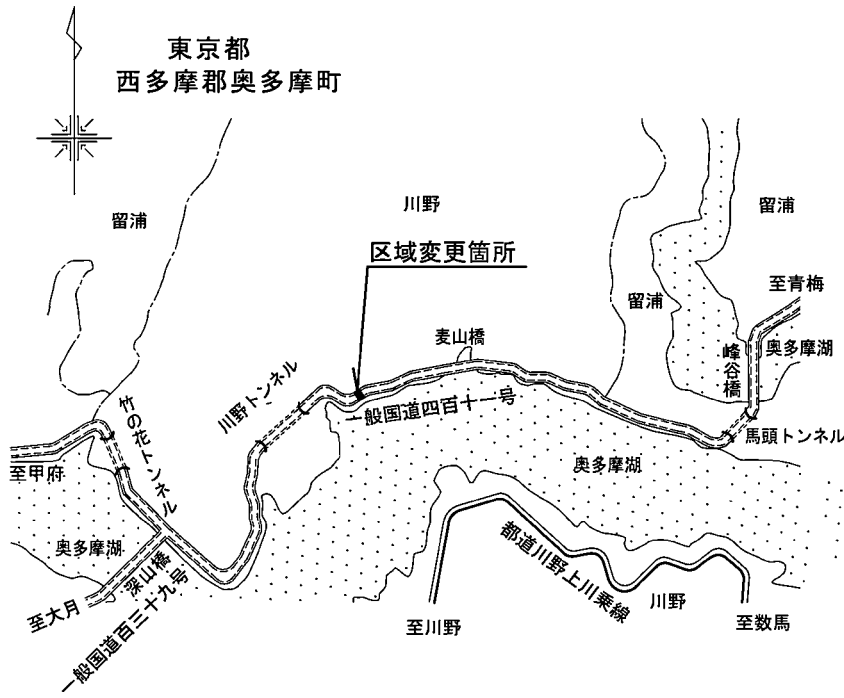 東京都
西多摩郡奥多摩町
留浦
川野
留浦
区域変更箇所
至青梅
留浦
麦山橋
奥多摩湖
峰谷橋
川野トンネル
竹の花トンネル
一般国道四百十一号
馬頭トンネル
至甲府
奥多摩湖
奥多摩湖
深山橋
都道川野上川乗線
至大月
一般国道百三十九号
川野
至川野
至数馬